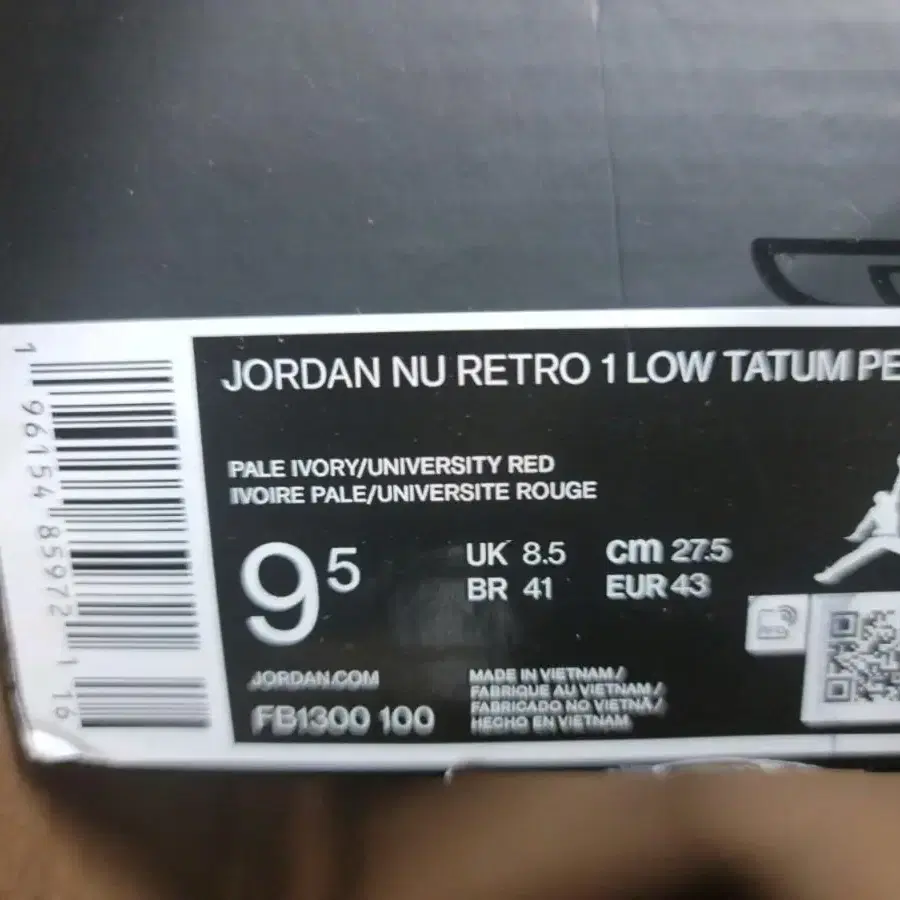 JORDAN NU RETRO 1 LOW TATUM PE
PALE IVORY/UNIVERSITY RED
IVOIRE PALE/UNIVERSITE ROUGE
9 5
UK 8.5 cm 27.5
BR 41 EUR 43
JORDAN.COM
FB1300 100
MADE IN VIETNAM /
FABRIQUE AU VIETNAM /
FABRICADO NO VIETNÃ /
HECHO EN VIETNAM
1 96154 85972 1 16